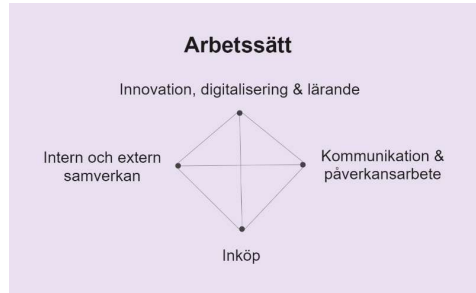 Arbetssätt
Innovation, digitalisering & lärande
Intern och extern
samverkan
Kommunikation &
påverkansarbete
Inköp